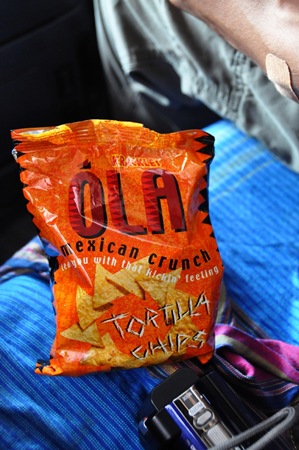 ÓLA
mexican crunch
you with that kickin' feeling
TORTILLA
CHIPS